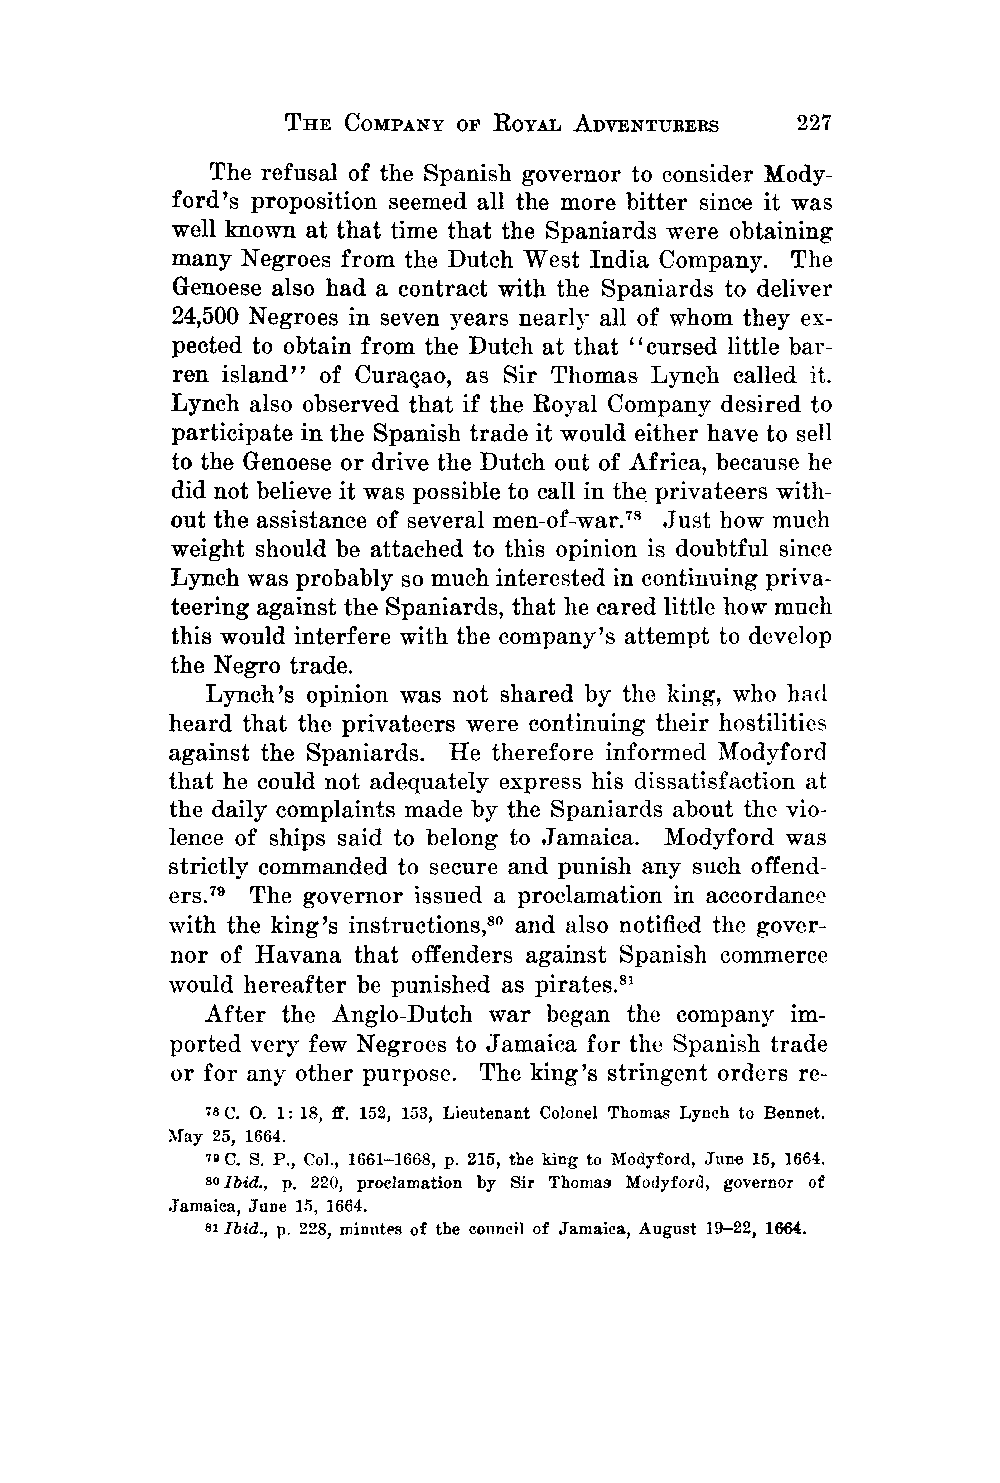 THE COMPANY OF ROYAL ADVENTURERS 227
The refusal of the Spanish governor to consider Mody-
ford's proposition seemed all the more bitter since it was
well known at that time that the Spaniards were obtaining
many Negroes from the Dutch West India Company. The
Genoese also had a contract with the Spaniards to deliver
24,500 Negroes in seven years nearly all of whom they ex-
pected to obtain from the Dutch at that "cursed little bar-
ren island" of Curaçao, as Sir Thomas Lynch called it.
Lynch also observed that if the Royal Company desired to
participate in the Spanish trade it would either have to sell
to the Genoese or drive the Dutch out of Africa, because he
did not believe it was possible to call in the privateers with-
out the assistance of several men-of-war.⁷⁸ Just how much
weight should be attached to this opinion is doubtful since
Lynch was probably so much interested in continuing priva-
teering against the Spaniards, that he cared little how much
this would interfere with the company's attempt to develop
the Negro trade.
Lynch's opinion was not shared by the king, who had
heard that the privateers were continuing their hostilities
against the Spaniards. He therefore informed Modyford
that he could not adequately express his dissatisfaction at
the daily complaints made by the Spaniards about the vio-
lence of ships said to belong to Jamaica. Modyford was
strictly commanded to secure and punish any such offend-
ers.⁷⁹ The governor issued a proclamation in accordance
with the king's instructions,⁸⁰ and also notified the gover-
nor of Havana that offenders against Spanish commerce
would hereafter be punished as pirates.⁸¹
After the Anglo-Dutch war began the company im-
ported very few Negroes to Jamaica for the Spanish trade
or for any other purpose. The king's stringent orders re-
⁷⁸ C. O. 1: 18, ff. 152, 153, Lieutenant Colonel Thomas Lynch to Bennet.
May 25, 1664.
⁷⁹ C. S. P., Col., 1661–1668, p. 215, the king to Modyford, June 15, 1664.
⁸⁰ Ibid., p. 220, proclamation by Sir Thomas Modyford, governor of
Jamaica, June 15, 1664.
⁸¹ Ibid., p. 228, minutes of the council of Jamaica, August 19–22, 1664.